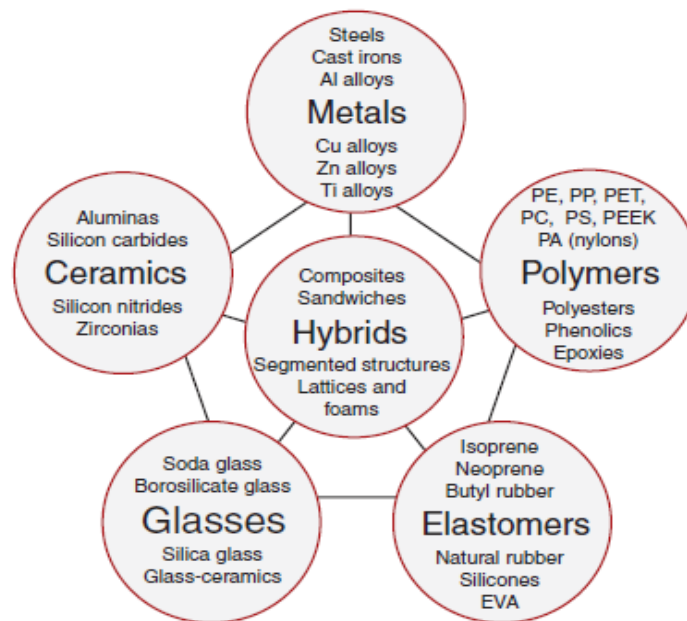 Steels
Cast irons
Al alloys
Metals
Cu alloys
Zn alloys
Ti alloys
Aluminas
Silicon carbides
Ceramics
Silicon nitrides
Zirconias
PE, PP, PET,
PC, PS, PEEK
PA (nylons)
Polymers
Polyesters
Phenolics
Epoxies
Composites
Sandwiches
Hybrids
Segmented structures
Lattices and
foams
Soda glass
Borosilicate glass
Glasses
Silica glass
Glass-ceramics
Isoprene
Neoprene
Butyl rubber
Elastomers
Natural rubber
Silicones
EVA